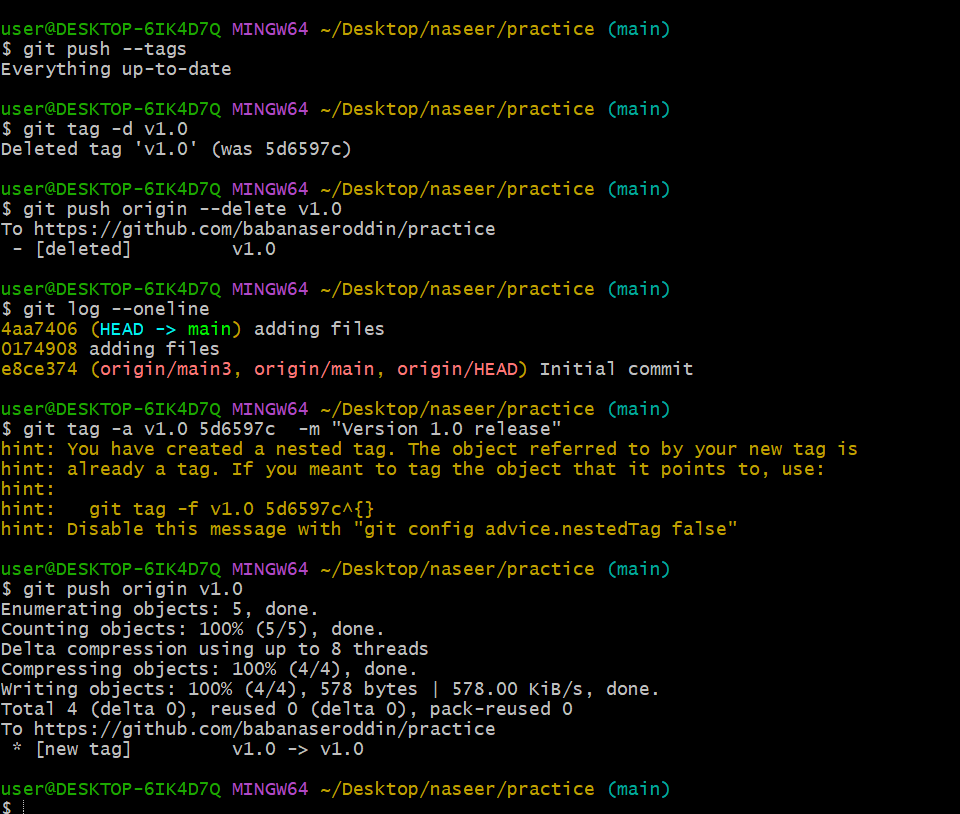 user@DESKTOP-6IK4D7Q MINGW64 ~/Desktop/naseer/practice (main)
$ git push --tags
Everything up-to-date
user@DESKTOP-6IK4D7Q MINGW64 ~/Desktop/naseer/practice (main)
$ git tag -d v1.0
Deleted tag 'v1.0' (was 5d6597c)
user@DESKTOP-6IK4D7Q MINGW64 ~/Desktop/naseer/practice (main)
$ git push origin --delete v1.0
To https://github.com/babanaseroddin/practice
 - [deleted]         v1.0
user@DESKTOP-6IK4D7Q MINGW64 ~/Desktop/naseer/practice (main)
$ git log --oneline
4aa7406 (HEAD -> main) adding files
0174908 adding files
e8ce374 (origin/main3, origin/main, origin/HEAD) Initial commit
user@DESKTOP-6IK4D7Q MINGW64 ~/Desktop/naseer/practice (main)
$ git tag -a v1.0 5d6597c  -m "Version 1.0 release"
hint: You have created a nested tag. The object referred to by your new tag is
hint: already a tag. If you meant to tag the object that it points to, use:
hint:
hint:   git tag -f v1.0 5d6597c^{}
hint: Disable this message with "git config advice.nestedTag false"
user@DESKTOP-6IK4D7Q MINGW64 ~/Desktop/naseer/practice (main)
$ git push origin v1.0
Enumerating objects: 5, done.
Counting objects: 100% (5/5), done.
Delta compression using up to 8 threads
Compressing objects: 100% (4/4), done.
Writing objects: 100% (4/4), 578 bytes | 578.00 KiB/s, done.
Total 4 (delta 0), reused 0 (delta 0), pack-reused 0
To https://github.com/babanaseroddin/practice
 * [new tag]         v1.0 -> v1.0
user@DESKTOP-6IK4D7Q MINGW64 ~/Desktop/naseer/practice (main)
$